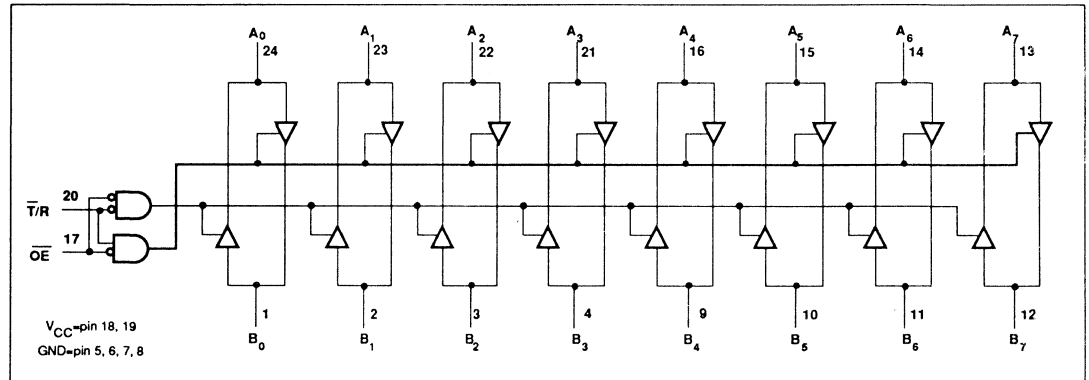 A0 A1 A2 A3 A4 A5 A6 A7
24 23 22 21 16 15 14 13
20
T̅/R
17
O̅E̅
1 2 3 4 9 10 11 12
B0 B1 B2 B3 B4 B5 B6 B7
VCC=pin 18, 19
GND=pin 5, 6, 7, 8